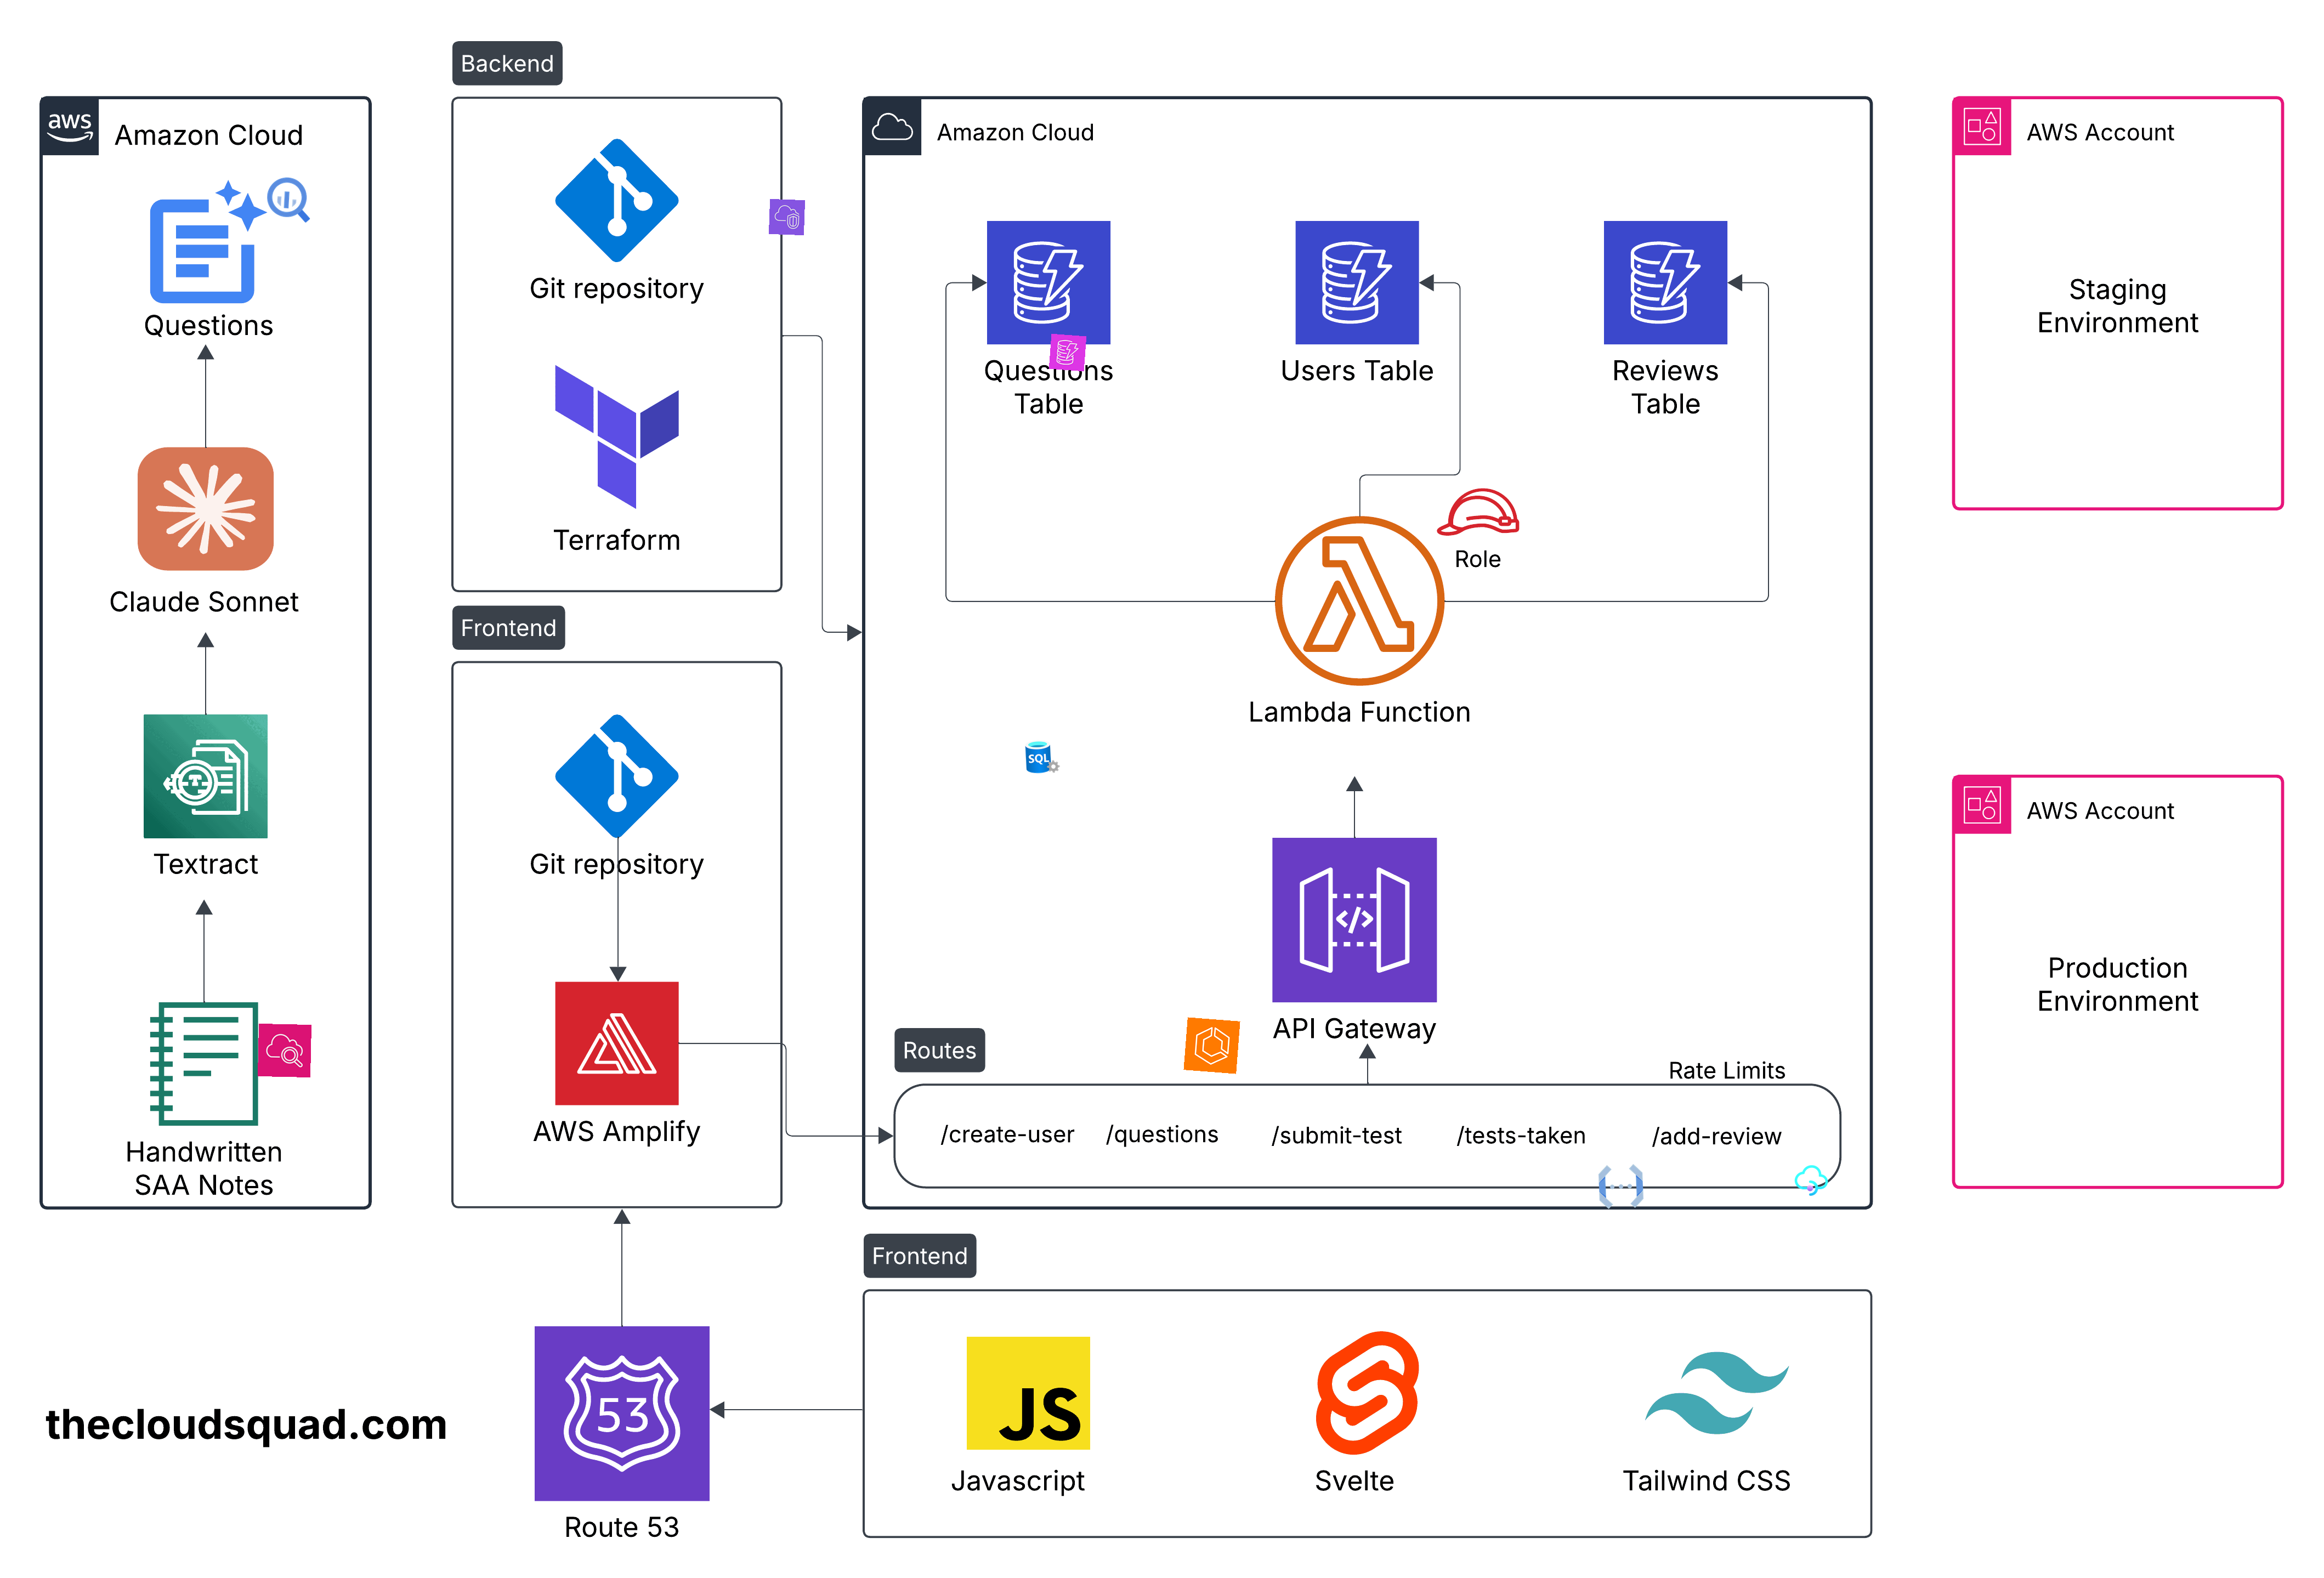 Backend
aws
Amazon Cloud
Questions
Claude Sonnet
Textract
Handwritten
SAA Notes
Git repository
Terraform
Frontend
Git repository
AWS Amplify
Amazon Cloud
Questions
Table
Users Table
Reviews
Table
Role
Lambda Function
SQL
API Gateway
Routes
Rate Limits
/create-user
/questions
/submit-test
/tests-taken
/add-review
AWS Account
Staging
Environment
AWS Account
Production
Environment
Frontend
JS
Javascript
Svelte
Tailwind CSS
53
Route 53
thecloudsquad.com